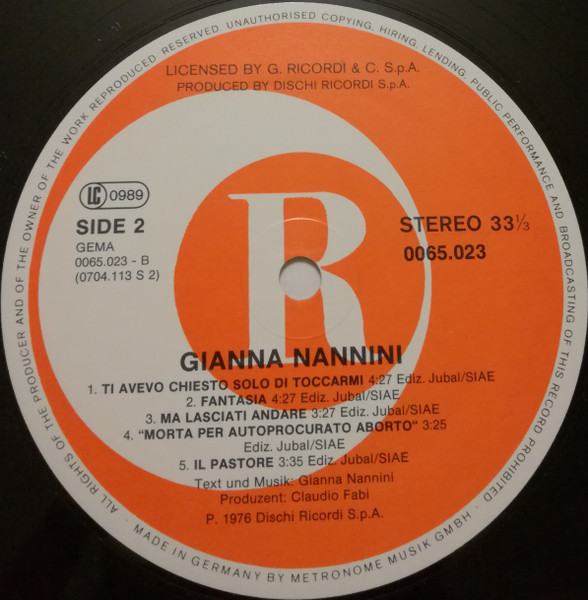 ALL RIGHTS OF THE PRODUCER AND OF THE OWNER OF THE WORK REPRODUCED RESERVED. UNAUTHORISED COPYING, HIRING, LENDING, PUBLIC PERFORMANCE AND BROADCASTING OF THIS RECORD PROHIBITED
LICENSED BY G. RICORDI & C. S.p.A.
PRODUCED BY DISCHI RICORDI S.p.A.
LC 0989
SIDE 2
GEMA
0065.023 - B
(0704.113 S 2)
R
STEREO 33⅓
0065.023
GIANNA NANNINI
1. TI AVEVO CHIESTO SOLO DI TOCCARMI 4:27 Ediz. Jubal/SIAE
2. FANTASIA 4:27 Ediz. Jubal/SIAE
3. MA LASCIATI ANDARE 3:27 Ediz. Jubal/SIAE
4. "MORTA PER AUTOPROCURATO ABORTO" 3:25
Ediz. Jubal/SIAE
5. IL PASTORE 3:35 Ediz. Jubal/SIAE
Text und Musik: Gianna Nannini
Produzent: Claudio Fabi
P. 1976 Dischi Ricordi S.p.A.
· MADE IN GERMANY BY METRONOME MUSIK GMBH ·